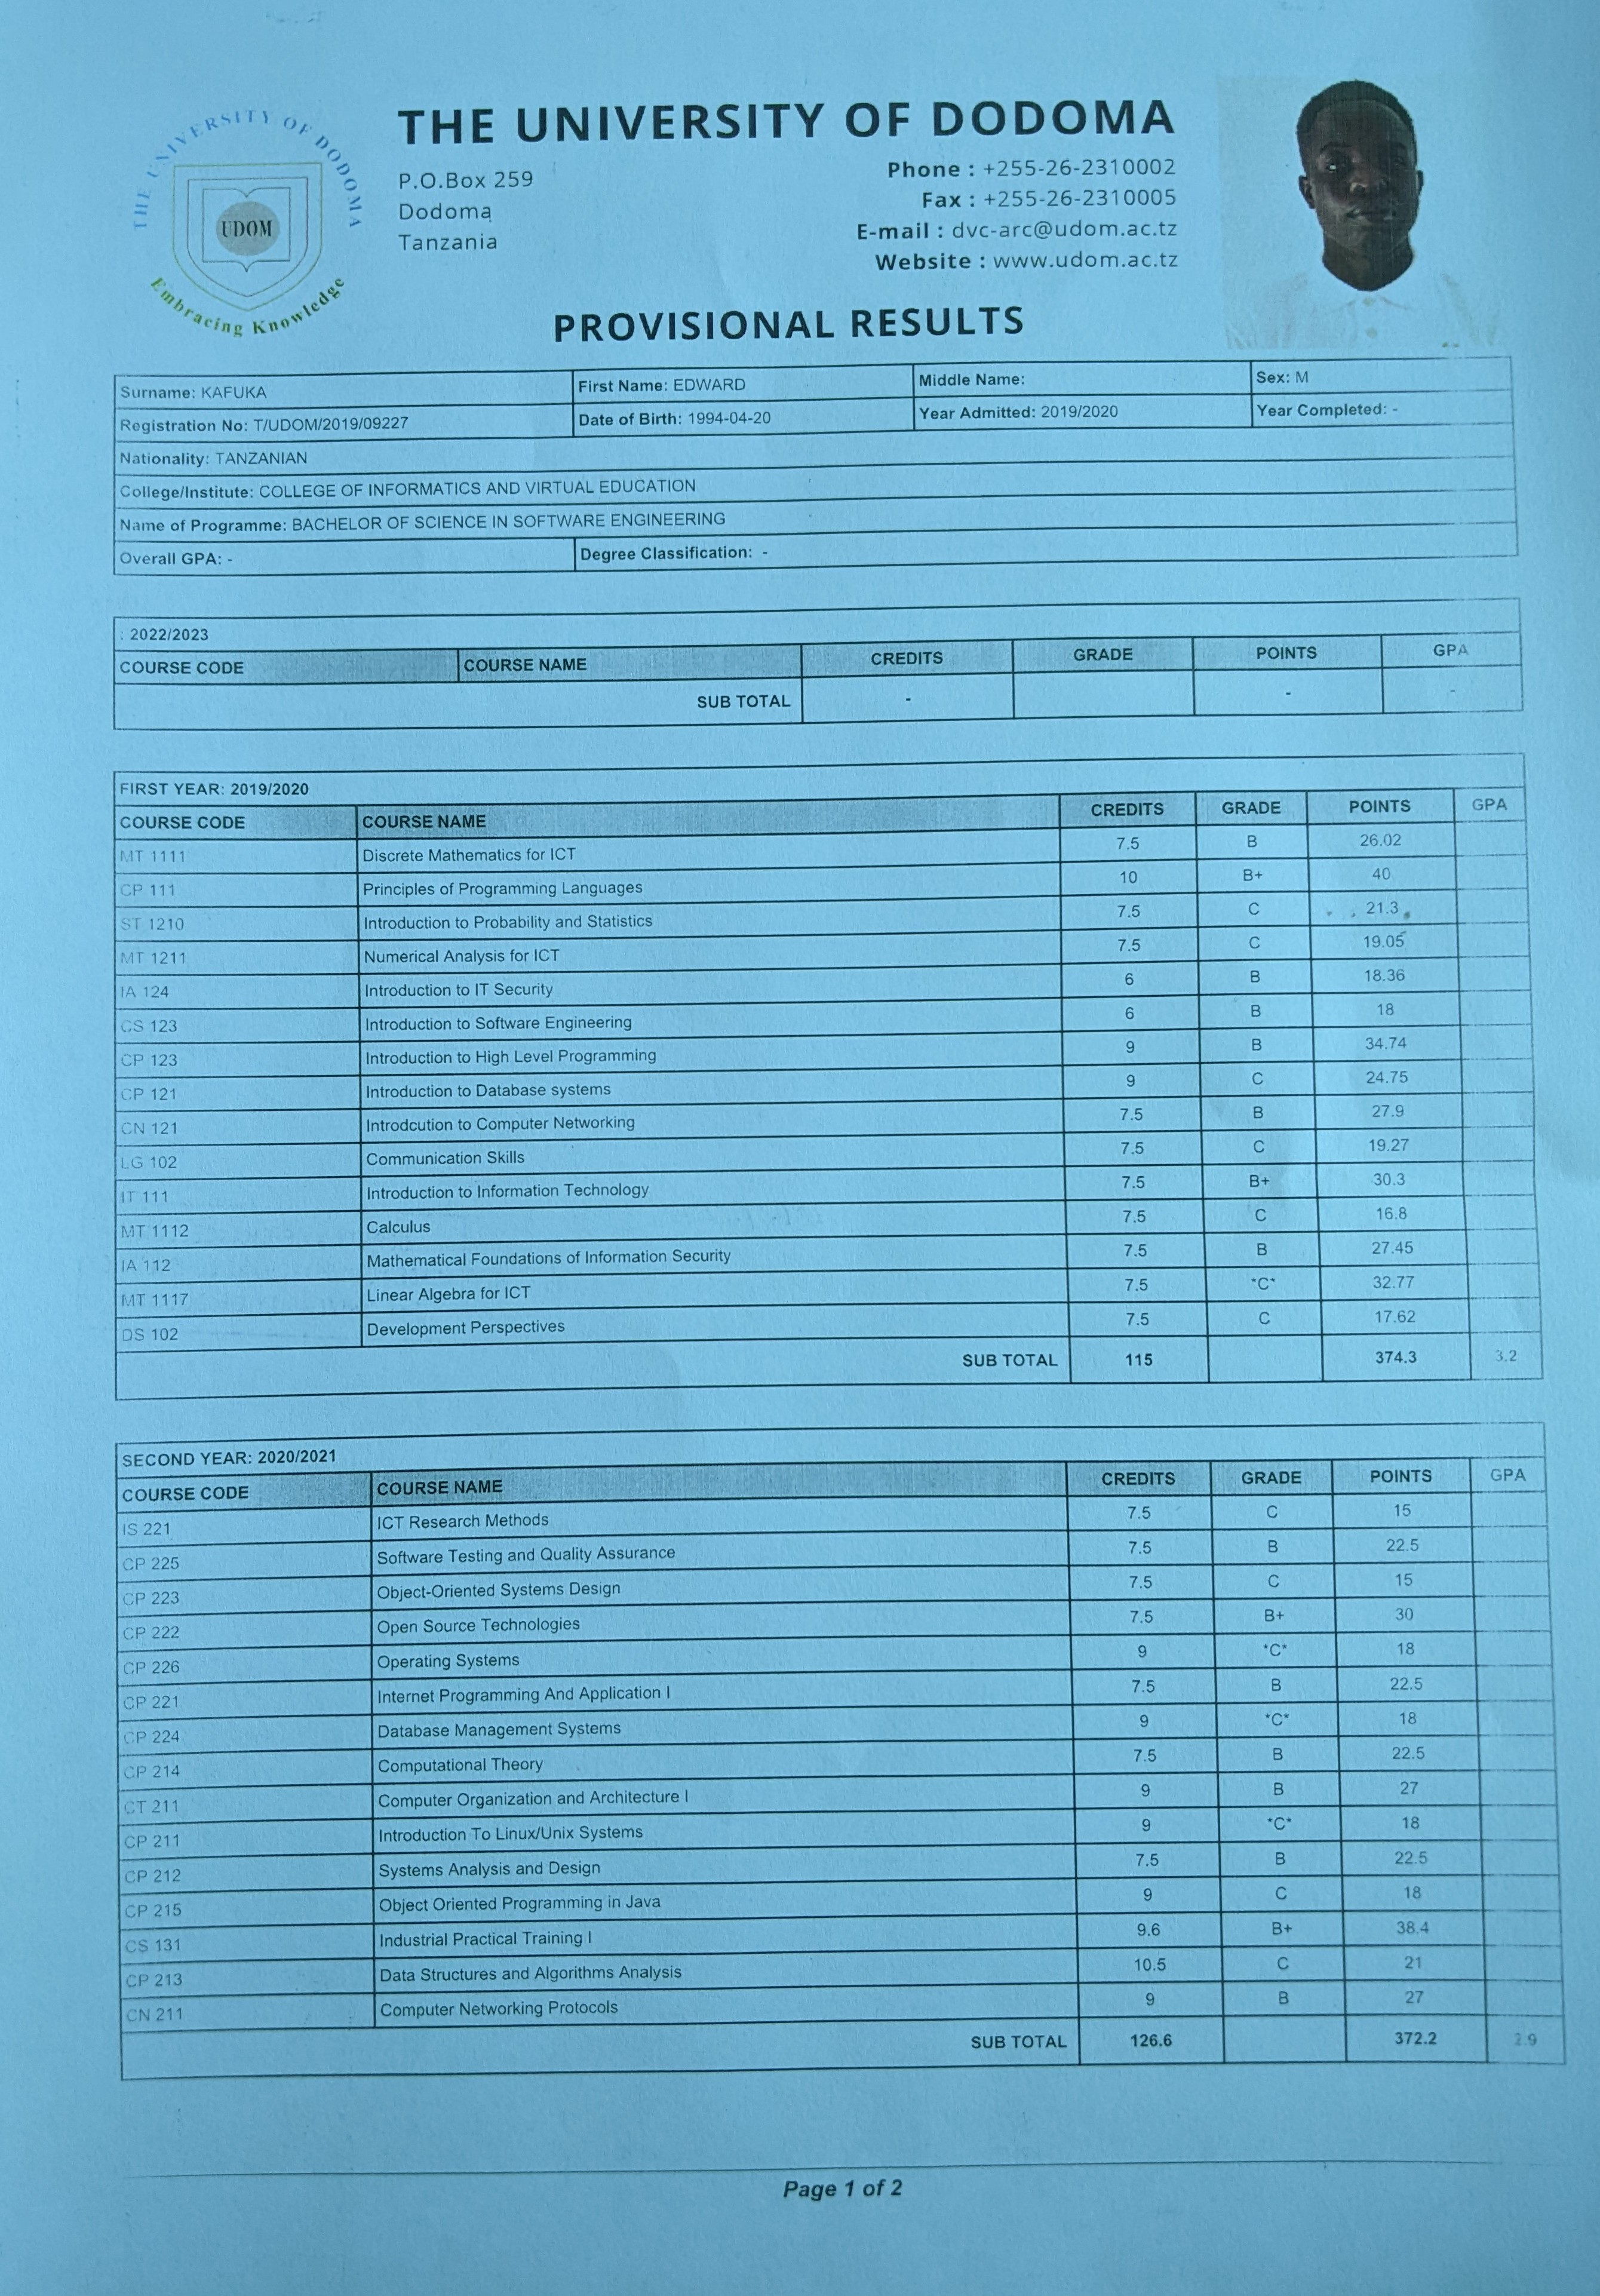 THE UNIVERSITY OF DODOMA
UDOM
Embracing Knowledge
THE UNIVERSITY OF DODOMA
P.O.Box 259
Dodoma
Tanzania
Phone : +255-26-2310002
Fax : +255-26-2310005
E-mail : dvc-arc@udom.ac.tz
Website : www.udom.ac.tz
PROVISIONAL RESULTS
Surname: KAFUKA First Name: EDWARD Middle Name: Sex: M
Registration No: T/UDOM/2019/09227 Date of Birth: 1994-04-20 Year Admitted: 2019/2020 Year Completed: -
Nationality: TANZANIAN
College/Institute: COLLEGE OF INFORMATICS AND VIRTUAL EDUCATION
Name of Programme: BACHELOR OF SCIENCE IN SOFTWARE ENGINEERING
Overall GPA: - Degree Classification: -
: 2022/2023
COURSE CODE COURSE NAME CREDITS GRADE POINTS GPA
SUB TOTAL - - -
FIRST YEAR: 2019/2020
COURSE CODE COURSE NAME CREDITS GRADE POINTS GPA
MT 1111 Discrete Mathematics for ICT 7.5 B 26.02
CP 111 Principles of Programming Languages 10 B+ 40
ST 1210 Introduction to Probability and Statistics 7.5 C 21.3
MT 1211 Numerical Analysis for ICT 7.5 C 19.05
IA 124 Introduction to IT Security 6 B 18.36
CS 123 Introduction to Software Engineering 6 B 18
CP 123 Introduction to High Level Programming 9 B 34.74
CP 121 Introduction to Database systems 9 C 24.75
CN 121 Introdcution to Computer Networking 7.5 B 27.9
LG 102 Communication Skills 7.5 C 19.27
IT 111 Introduction to Information Technology 7.5 B+ 30.3
MT 1112 Calculus 7.5 C 16.8
IA 112 Mathematical Foundations of Information Security 7.5 B 27.45
MT 1117 Linear Algebra for ICT 7.5 *C* 32.77
DS 102 Development Perspectives 7.5 C 17.62
SUB TOTAL 115 374.3 3.2
SECOND YEAR: 2020/2021
COURSE CODE COURSE NAME CREDITS GRADE POINTS GPA
IS 221 ICT Research Methods 7.5 C 15
CP 225 Software Testing and Quality Assurance 7.5 B 22.5
CP 223 Object-Oriented Systems Design 7.5 C 15
CP 222 Open Source Technologies 7.5 B+ 30
CP 226 Operating Systems 9 *C* 18
CP 221 Internet Programming And Application I 7.5 B 22.5
CP 224 Database Management Systems 9 *C* 18
CP 214 Computational Theory 7.5 B 22.5
CT 211 Computer Organization and Architecture I 9 B 27
CP 211 Introduction To Linux/Unix Systems 9 *C* 18
CP 212 Systems Analysis and Design 7.5 B 22.5
CP 215 Object Oriented Programming in Java 9 C 18
CS 131 Industrial Practical Training I 9.6 B+ 38.4
CP 213 Data Structures and Algorithms Analysis 10.5 C 21
CN 211 Computer Networking Protocols 9 B 27
SUB TOTAL 126.6 372.2 2.9
Page 1 of 2